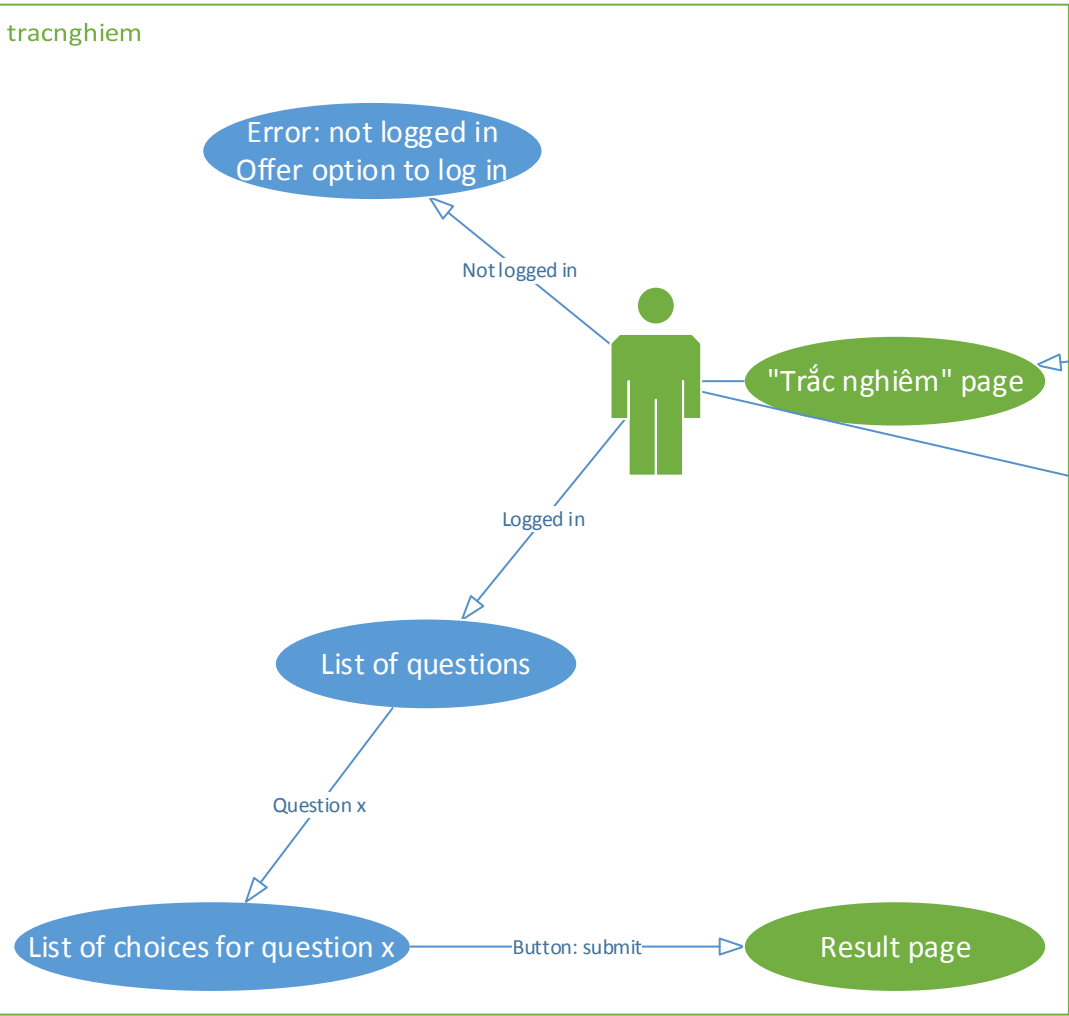 tracnghiem
Error: not logged in
Offer option to log in
Not logged in
"Trắc nghiêm" page
Logged in
List of questions
Question x
List of choices for question x
Button: submit
Result page